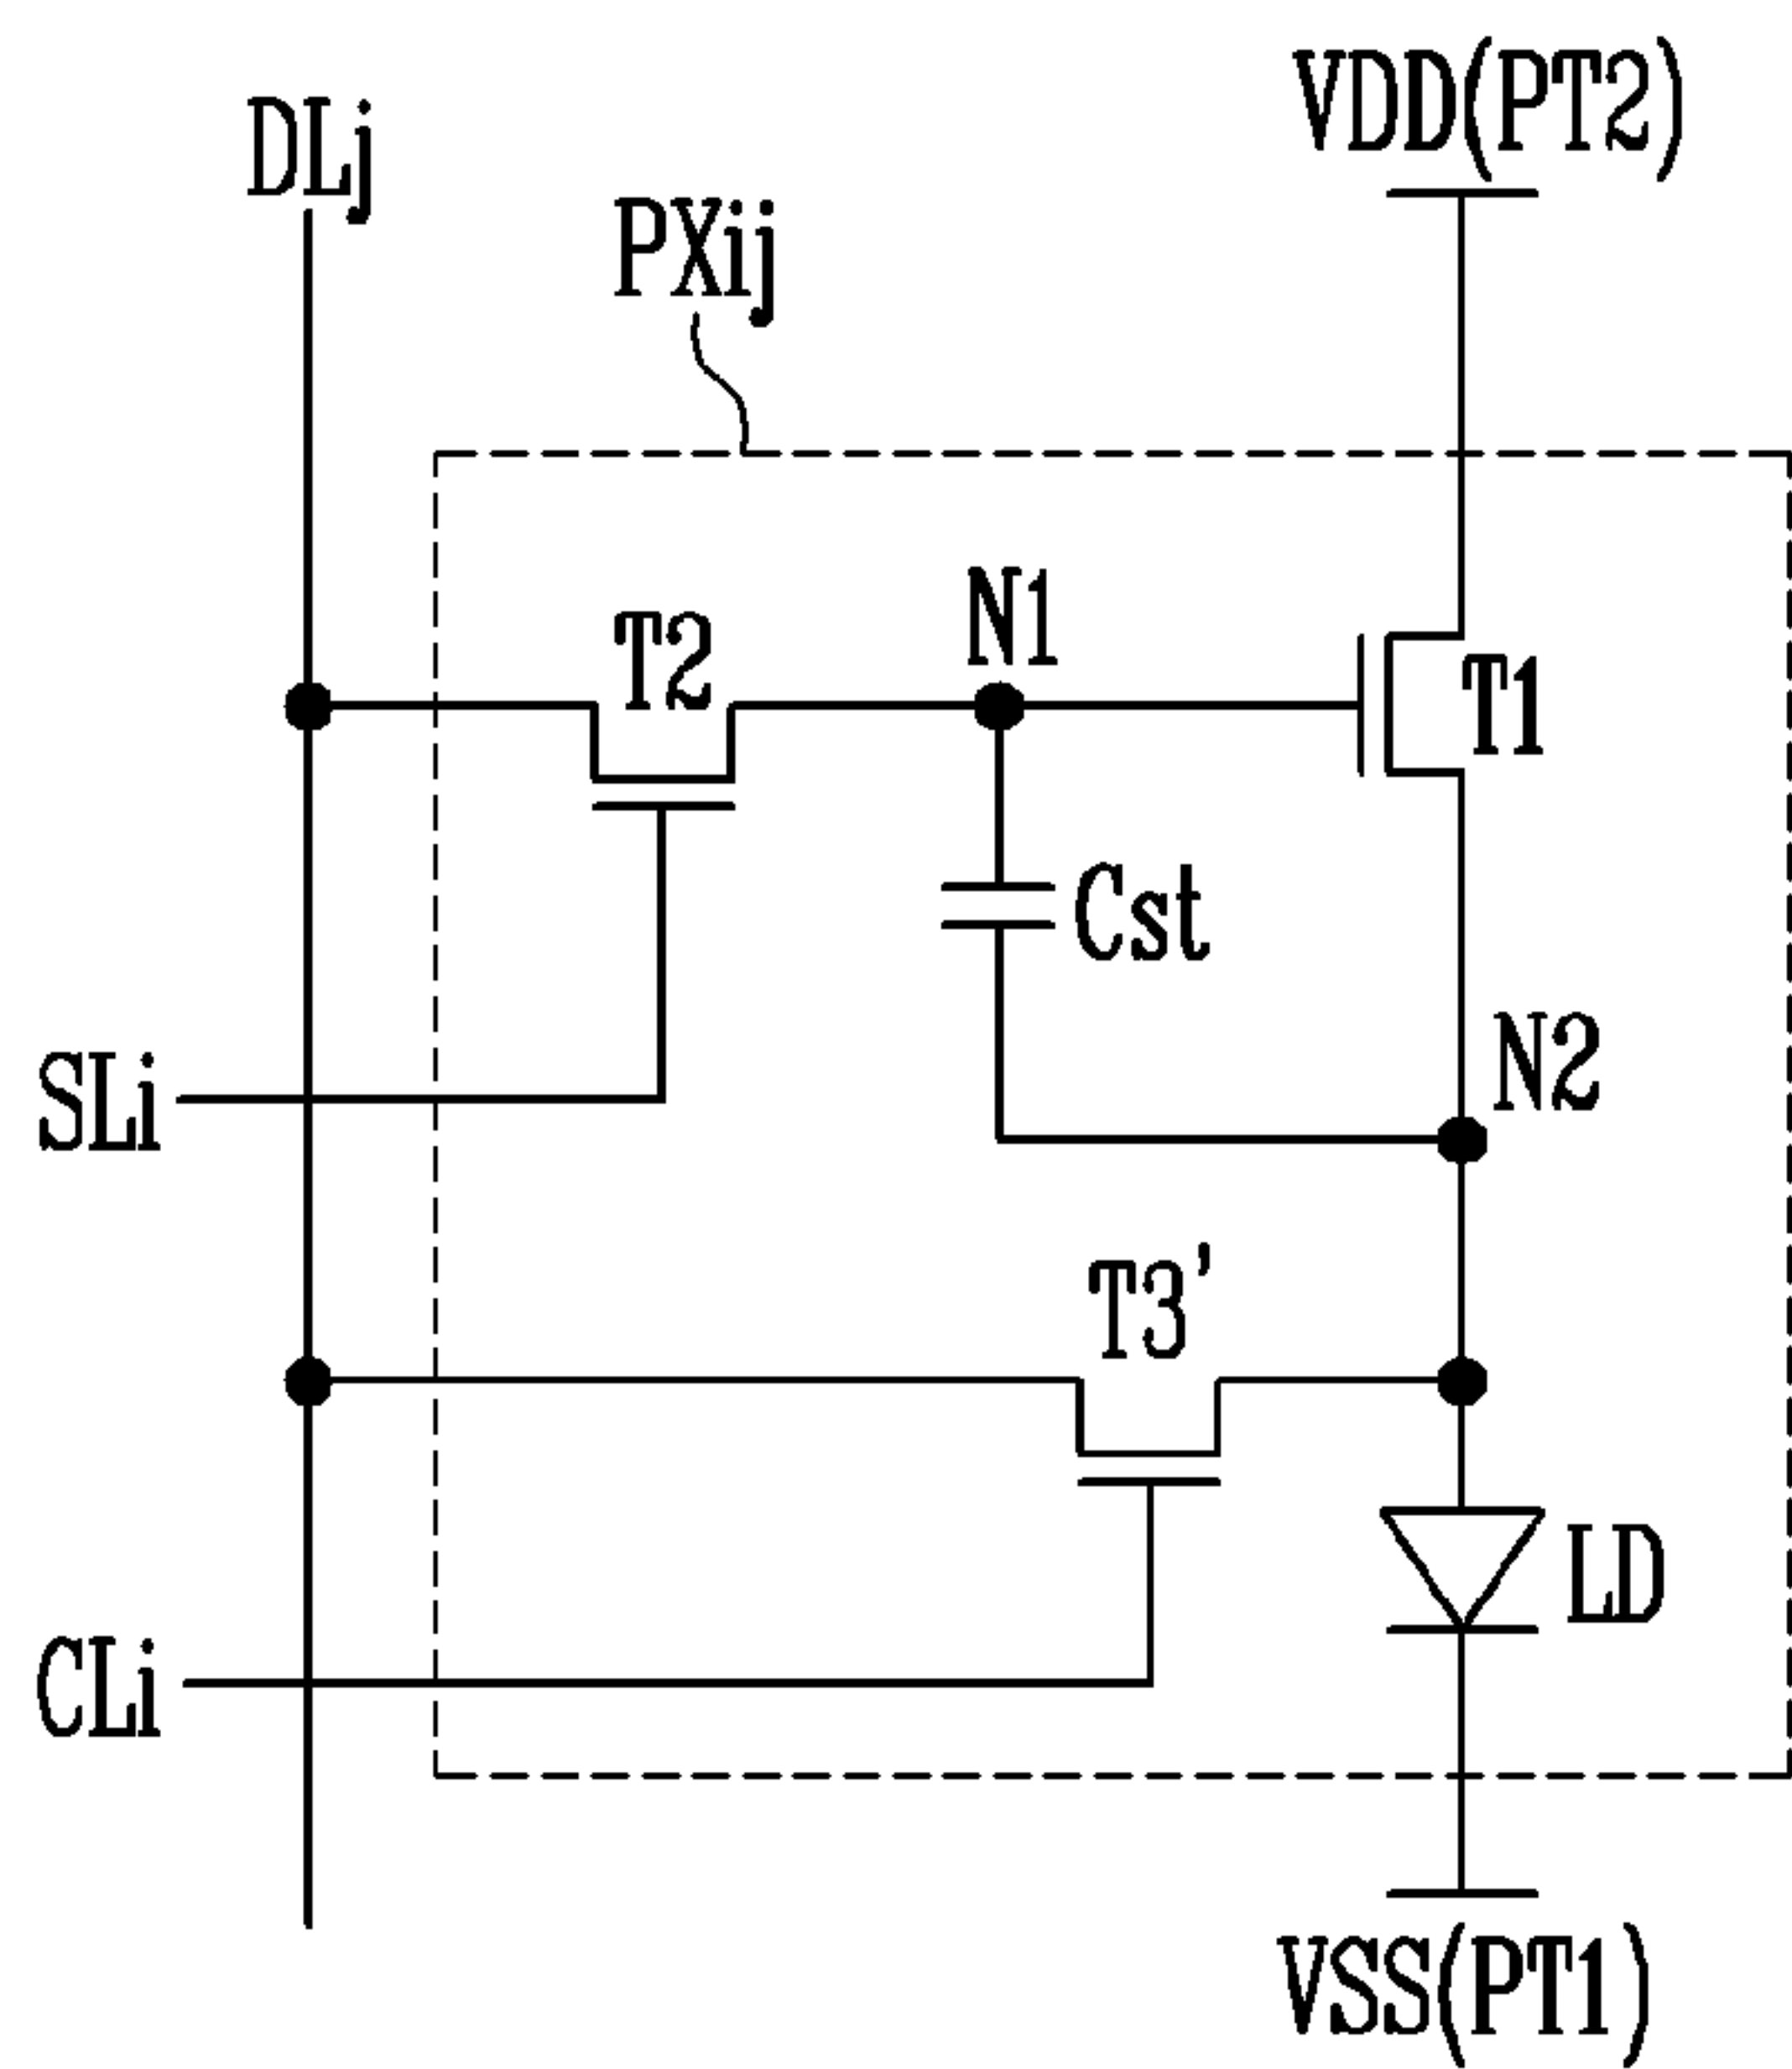 VDD(PT2)
DLj
PXij
N1
T2
T1
Cst
N2
SLi
T3'
LD
CLi
VSS(PT1)